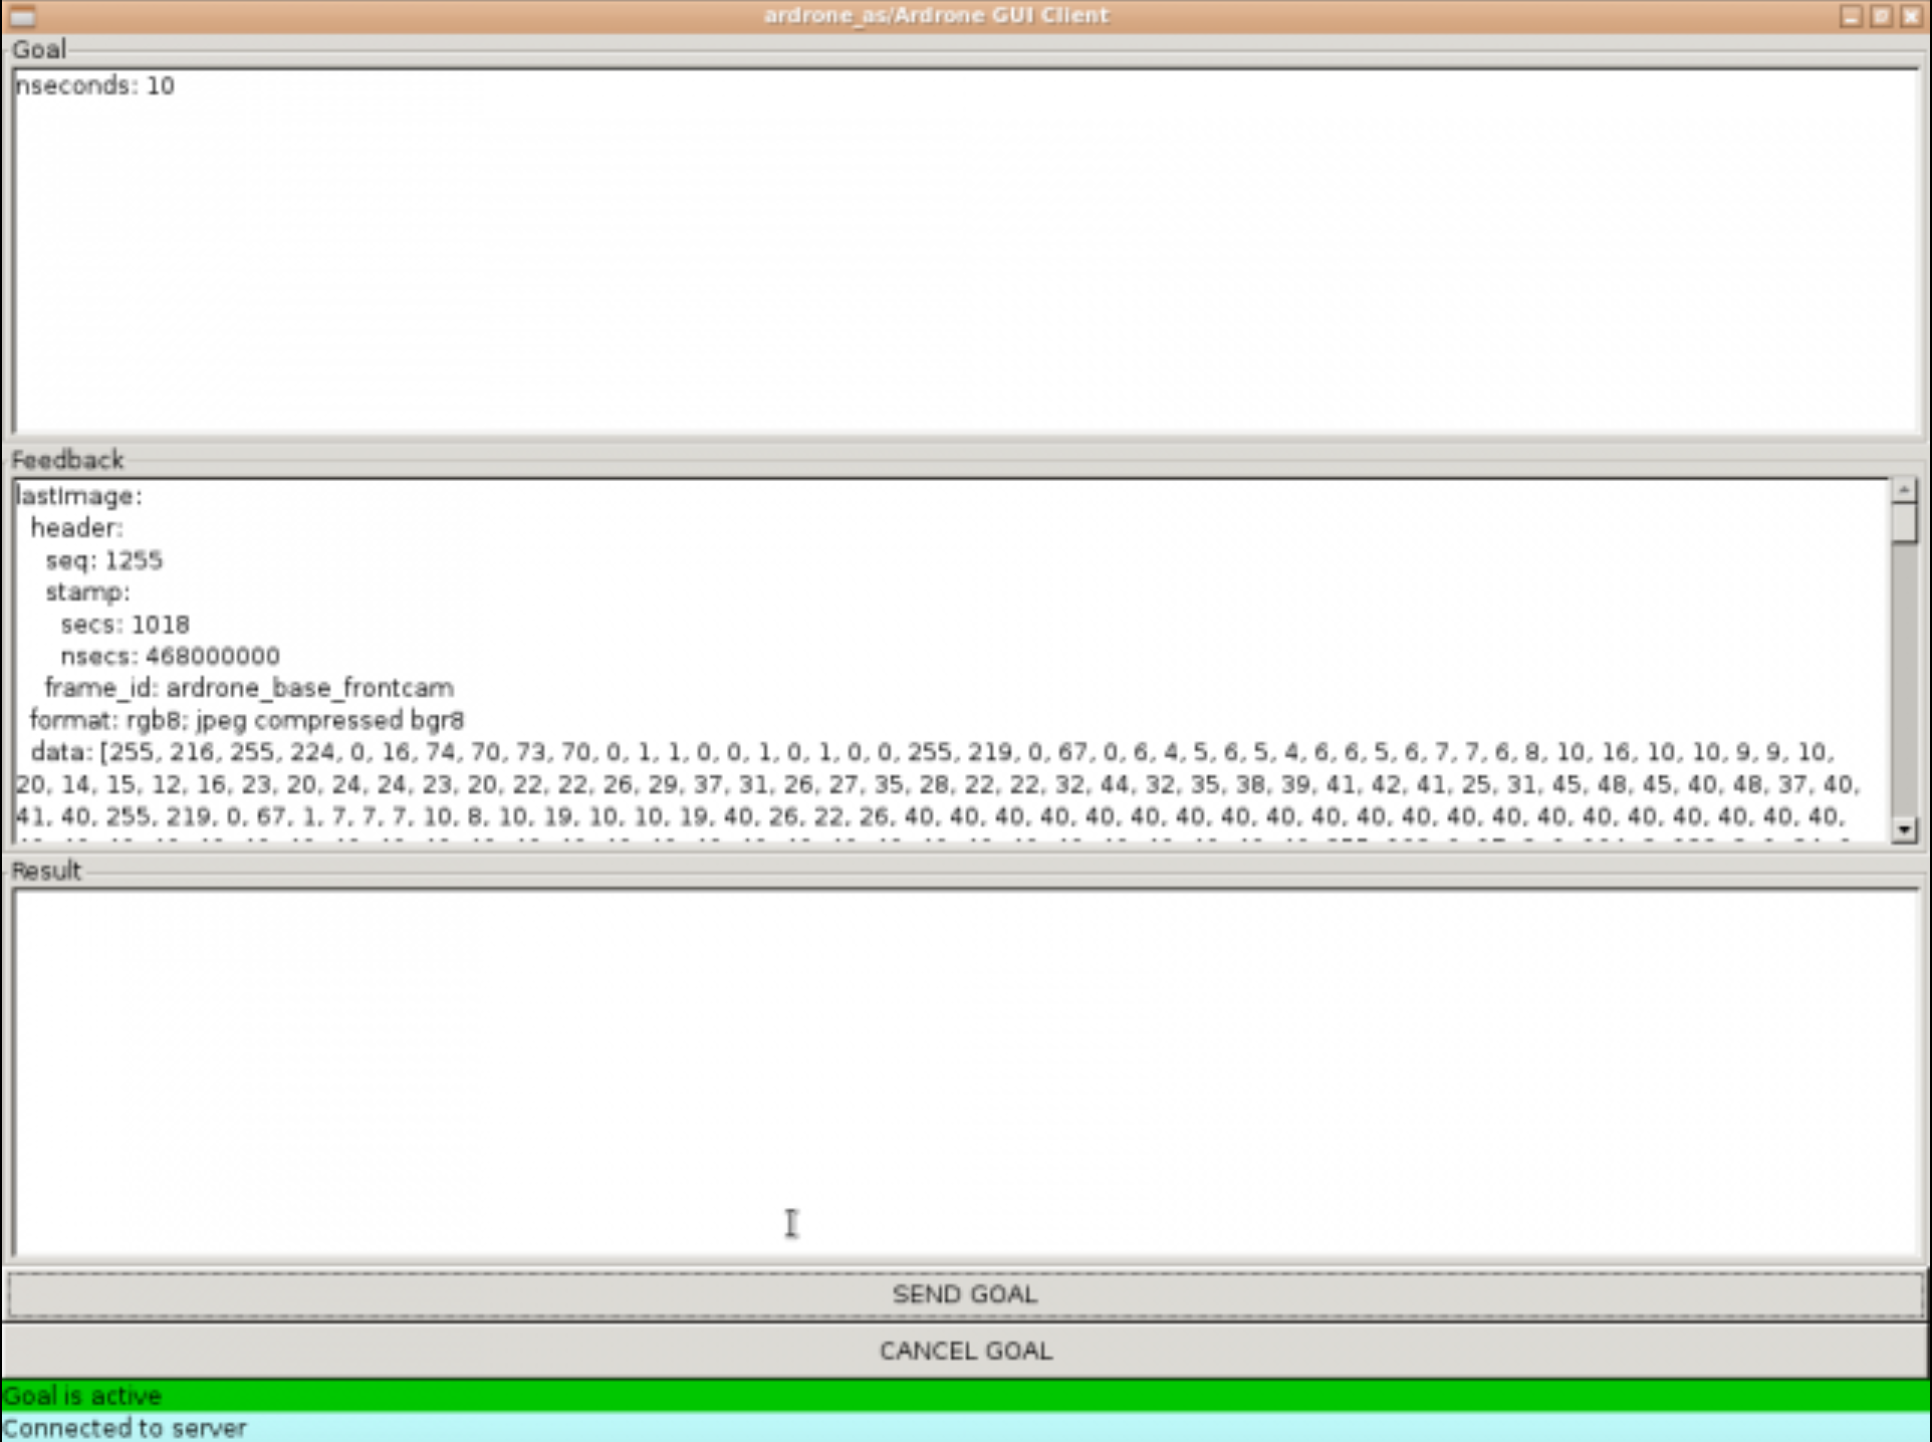 ardrone_as/Ardrone GUI Client
Goal
nseconds: 10
Feedback
lastImage:
header:
seq: 1255
stamp:
secs: 1018
nsecs: 468000000
frame_id: ardrone_base_frontcam
format: rgb8; jpeg compressed bgr8
data: [255, 216, 255, 224, 0, 16, 74, 70, 73, 70, 0, 1, 1, 0, 0, 1, 0, 1, 0, 0, 255, 219, 0, 67, 0, 6, 4, 5, 6, 5, 4, 6, 6, 5, 6, 7, 7, 6, 8, 10, 16, 10, 10, 9, 9, 10,
20, 14, 15, 12, 16, 23, 20, 24, 24, 23, 20, 22, 22, 26, 29, 37, 31, 26, 27, 35, 28, 22, 22, 32, 44, 32, 35, 38, 39, 41, 42, 41, 25, 31, 45, 48, 45, 40, 48, 37, 40,
41, 40, 255, 219, 0, 67, 1, 7, 7, 7, 10, 8, 10, 19, 10, 10, 19, 40, 26, 22, 26, 40, 40, 40, 40, 40, 40, 40, 40, 40, 40, 40, 40, 40, 40, 40, 40, 40, 40, 40, 40, 40,
Result
SEND GOAL
CANCEL GOAL
Goal is active
Connected to server